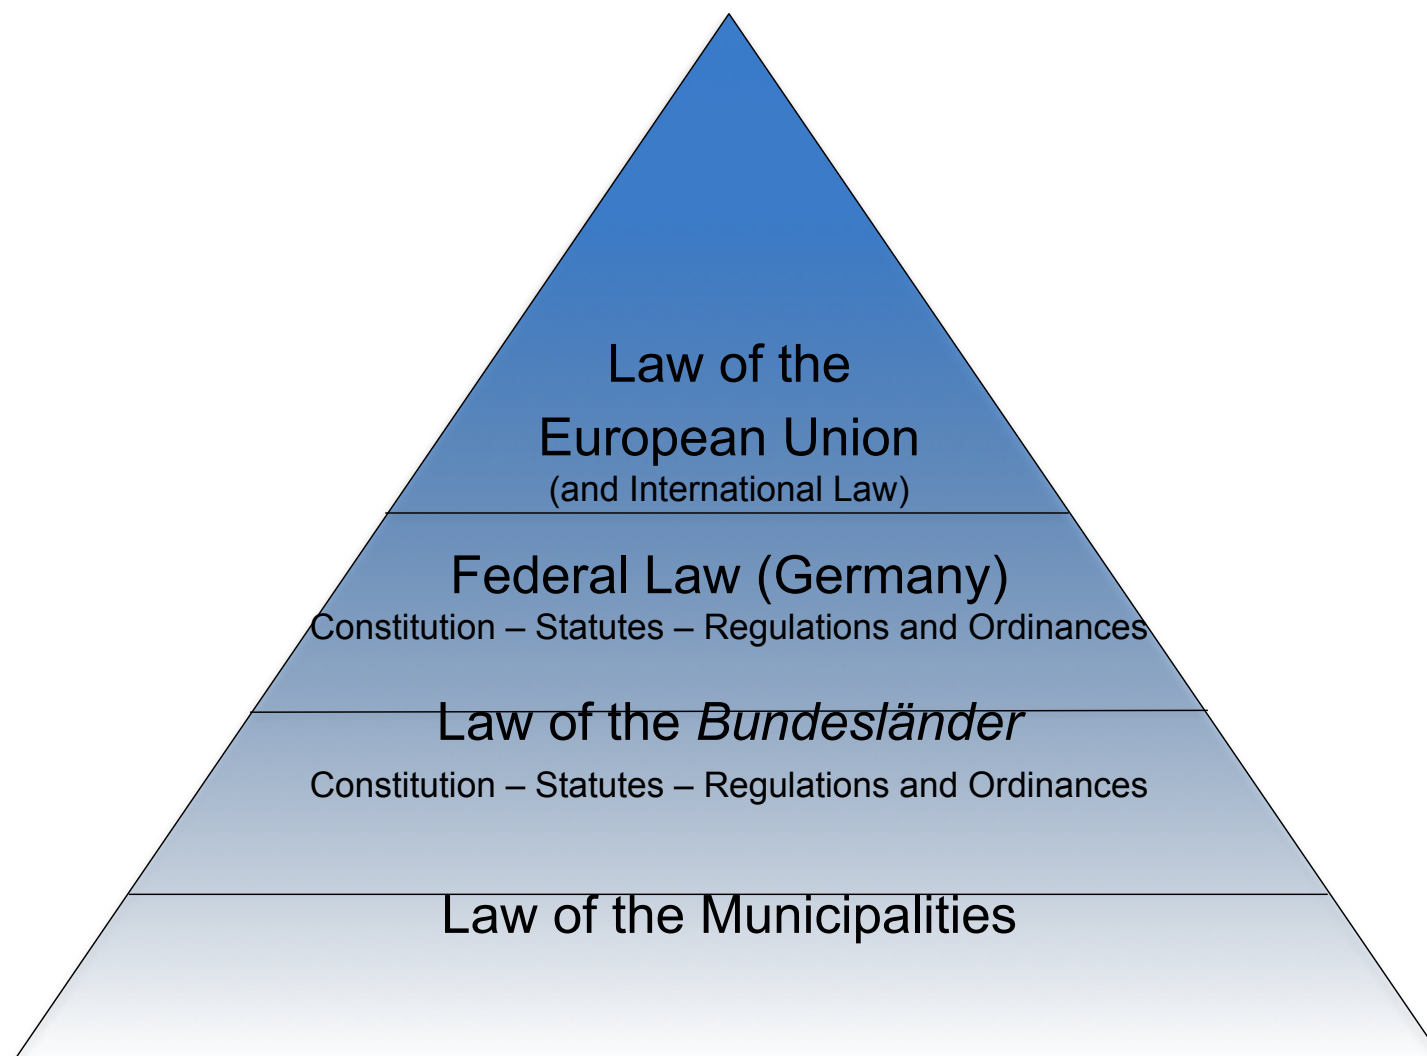 Law of the
European Union
(and International Law)
Federal Law (Germany)
Constitution – Statutes – Regulations and Ordinances
Law of the Bundesländer
Constitution – Statutes – Regulations and Ordinances
Law of the Municipalities